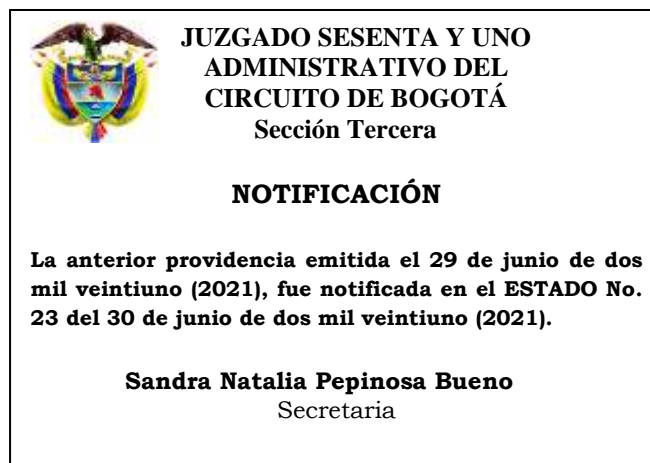 JUZGADO SESENTA Y UNO
ADMINISTRATIVO DEL
CIRCUITO DE BOGOTÁ
Sección Tercera
NOTIFICACIÓN
La anterior providencia emitida el 29 de junio de dos
mil veintiuno (2021), fue notificada en el ESTADO No.
23 del 30 de junio de dos mil veintiuno (2021).
Sandra Natalia Pepinosa Bueno
Secretaria